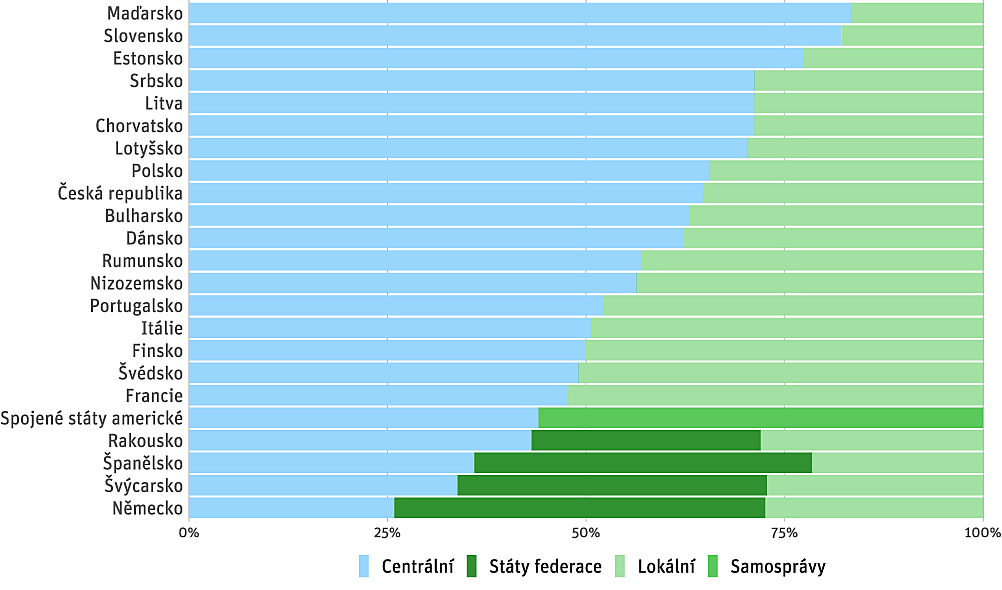 Maďarsko
Slovensko
Estonsko
Srbsko
Litva
Chorvatsko
Lotyšsko
Polsko
Česká republika
Bulharsko
Dánsko
Rumunsko
Nizozemsko
Portugalsko
Itálie
Finsko
Švédsko
Francie
Spojené státy americké
Rakousko
Španělsko
Švýcarsko
Německo
0% 25% 50% 75% 100%
Centrální Státy federace Lokální Samosprávy